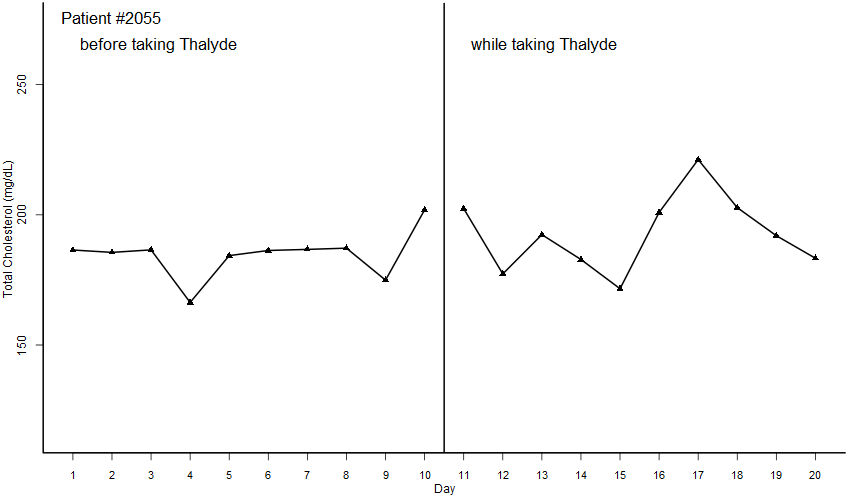 Patient #2055
before taking Thalyde
while taking Thalyde
Total Cholesterol (mg/dL)
250
200
150
1 2 3 4 5 6 7 8 9 10 11 12 13 14 15 16 17 18 19 20
Day